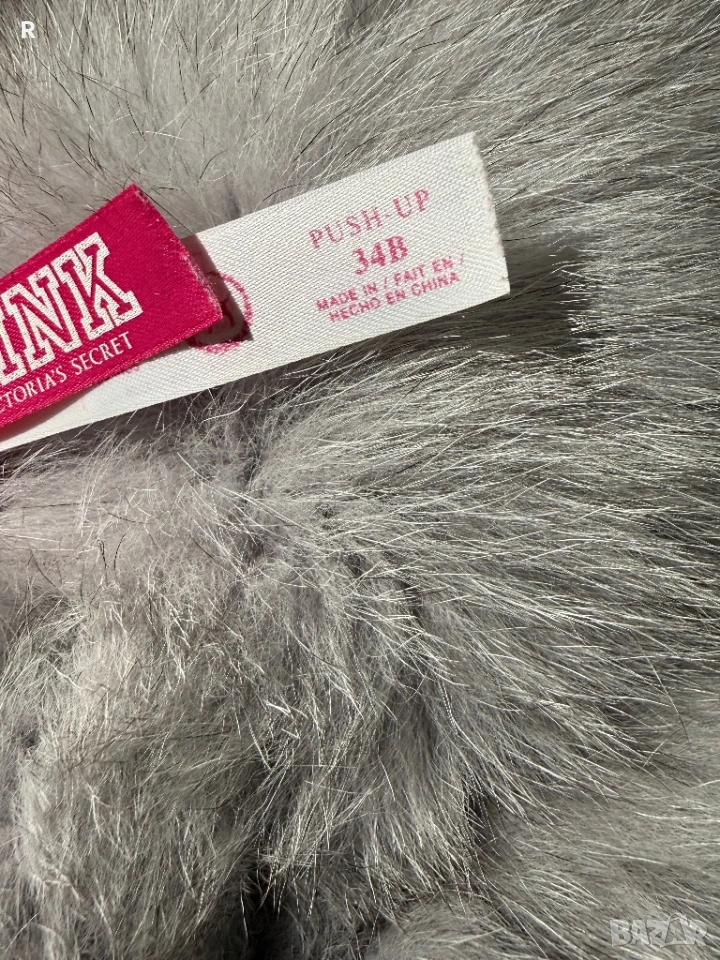 R
PUSH-UP
34B
MADE IN / FAIT EN /
HECHO EN CHINA
INK
CTORIA'S SECRET
BAZAR